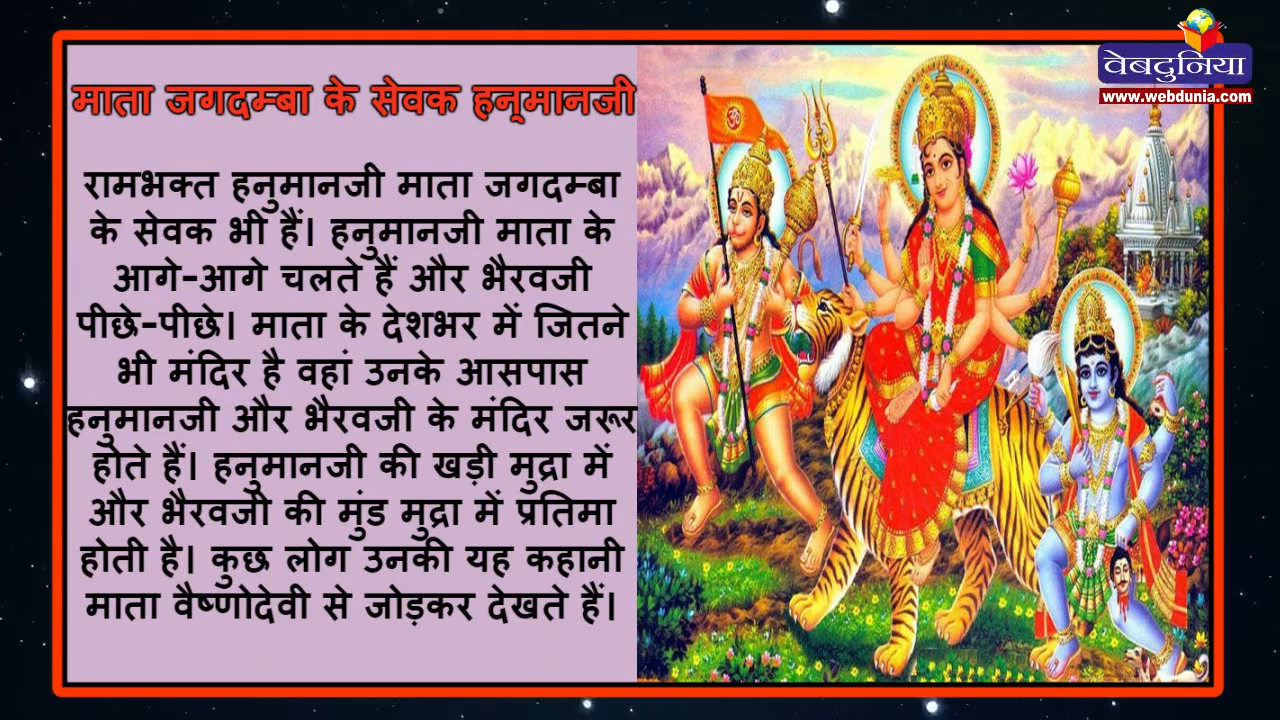 वेबदुनिया
www.webdunia.com
माता जगदम्बा के सेवक हनुमानजी
रामभक्त हनुमानजी माता जगदम्बा
के सेवक भी हैं। हनुमानजी माता के
आगे-आगे चलते हैं और भैरवजी
पीछे-पीछे। माता के देशभर में जितने
भी मंदिर है वहां उनके आसपास
हनुमानजी और भैरवजी के मंदिर जरूर
होते हैं। हनुमानजी की खड़ी मुद्रा में
और भैरवजी की मुंड मुद्रा में प्रतिमा
होती है। कुछ लोग उनकी यह कहानी
माता वैष्णोदेवी से जोड़कर देखते हैं।
ॐ